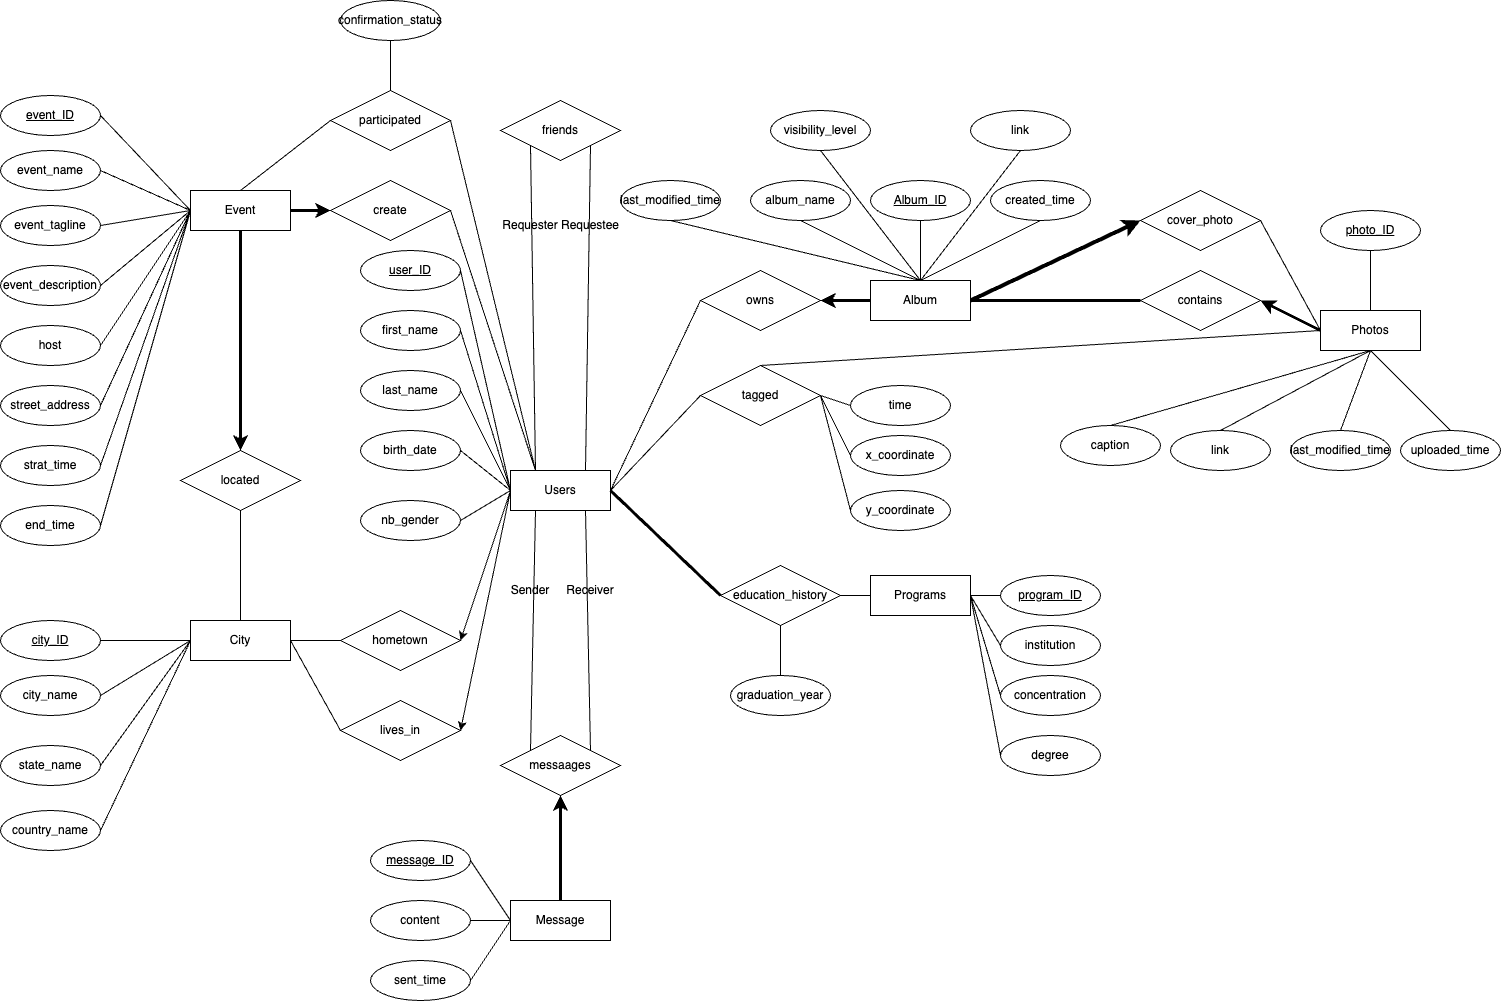 confirmation_status
event_ID
participated
friends
visibility_level
link
event_name
last_modified_time
album_name
Album_ID
created_time
Event
create
event_tagline
Requester
Requestee
cover_photo
photo_ID
user_ID
event_description
owns
Album
contains
Photos
first_name
host
last_name
tagged
time
street_address
birth_date
x_coordinate
caption
link
last_modified_time
uploaded_time
strat_time
located
Users
y_coordinate
end_time
nb_gender
Sender
Receiver
education_history
Programs
program_ID
city_ID
City
hometown
institution
city_name
graduation_year
concentration
lives_in
state_name
messaages
degree
country_name
message_ID
content
Message
sent_time